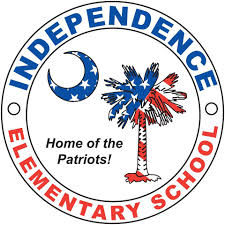 INDEPENDENCE
Home of the
Patriots!
ELEMENTARY SCHOOL